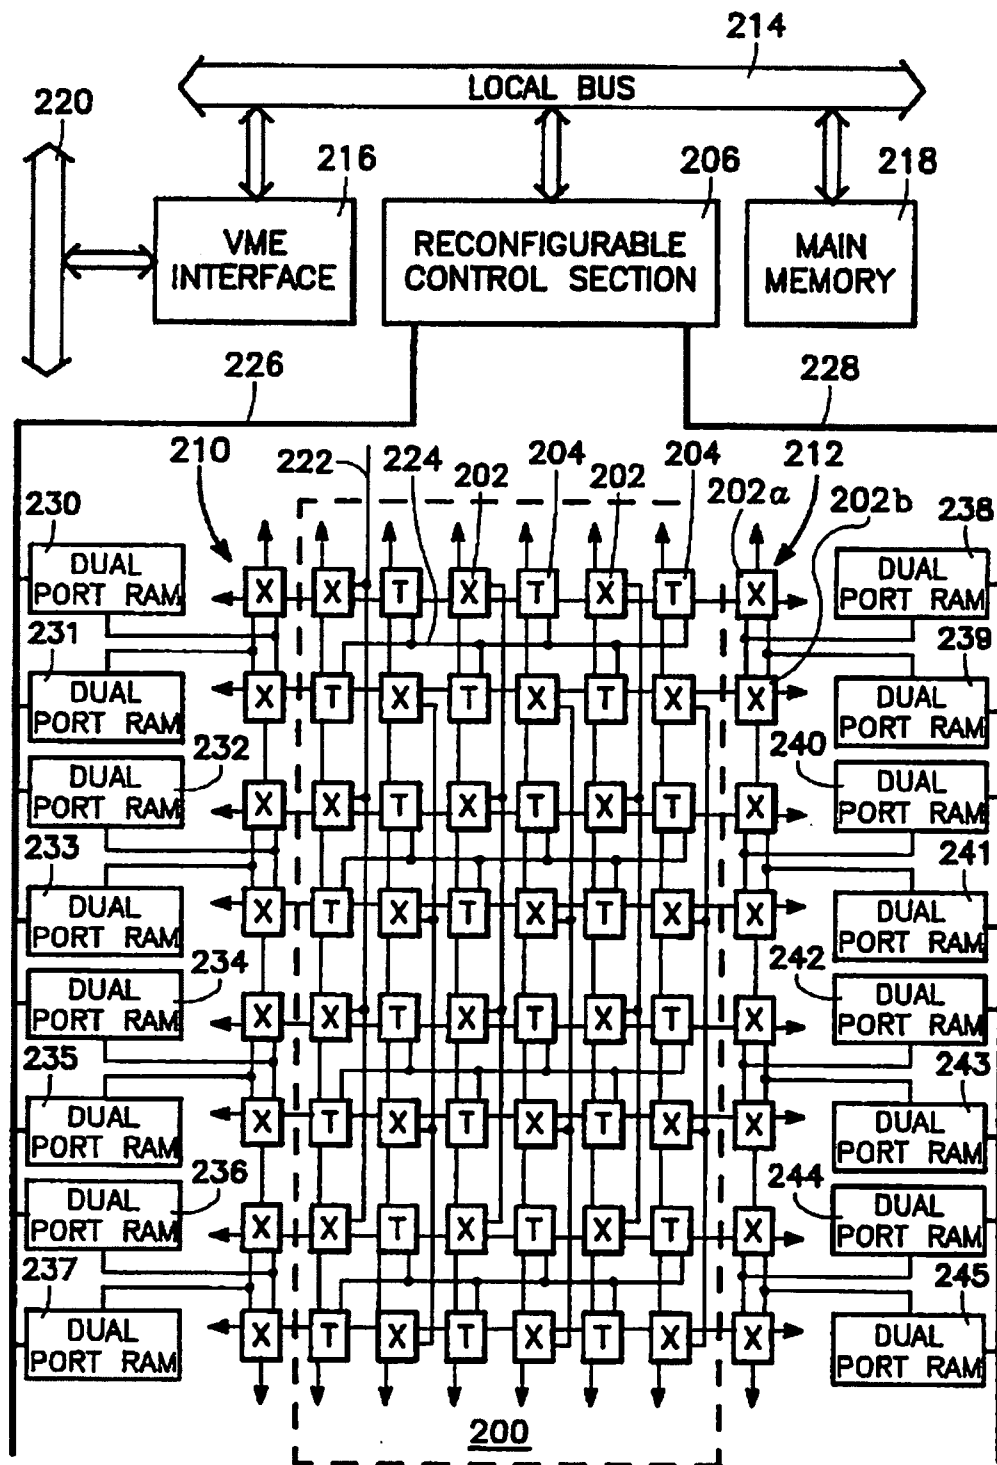 214
LOCAL BUS
220
216
206
218
VME
INTERFACE
RECONFIGURABLE
CONTROL SECTION
MAIN
MEMORY
226
228
210
222
224
202
204
202
204
212
202a
202b
230
238
DUAL
PORT RAM
X X T X T X T X
DUAL
PORT RAM
231
239
DUAL
PORT RAM
X T X T X T X X
DUAL
PORT RAM
232
240
DUAL
PORT RAM
X X T X T X T X
DUAL
PORT RAM
233
241
DUAL
PORT RAM
X T X T X T X X
DUAL
PORT RAM
234
242
DUAL
PORT RAM
X X T X T X T X
DUAL
PORT RAM
235
243
DUAL
PORT RAM
X T X T X T X X
DUAL
PORT RAM
236
244
DUAL
PORT RAM
X X T X T X T X
DUAL
PORT RAM
237
245
DUAL
PORT RAM
X T X T X T X X
DUAL
PORT RAM
200